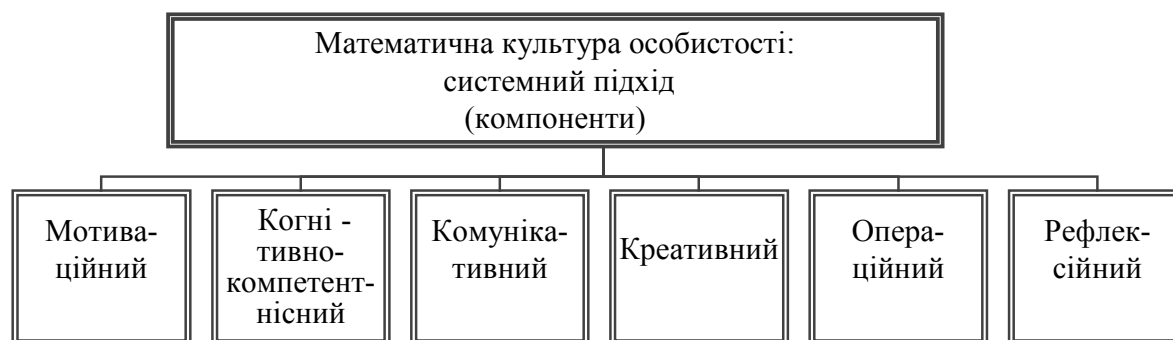 Математична культура особистості:
системний підхід
(компоненти)
Мотива-
ційний
Когні -
тивно-
компетент-
нісний
Комуніка-
тивний
Креативний
Опера-
ційний
Рефлек-
сійний